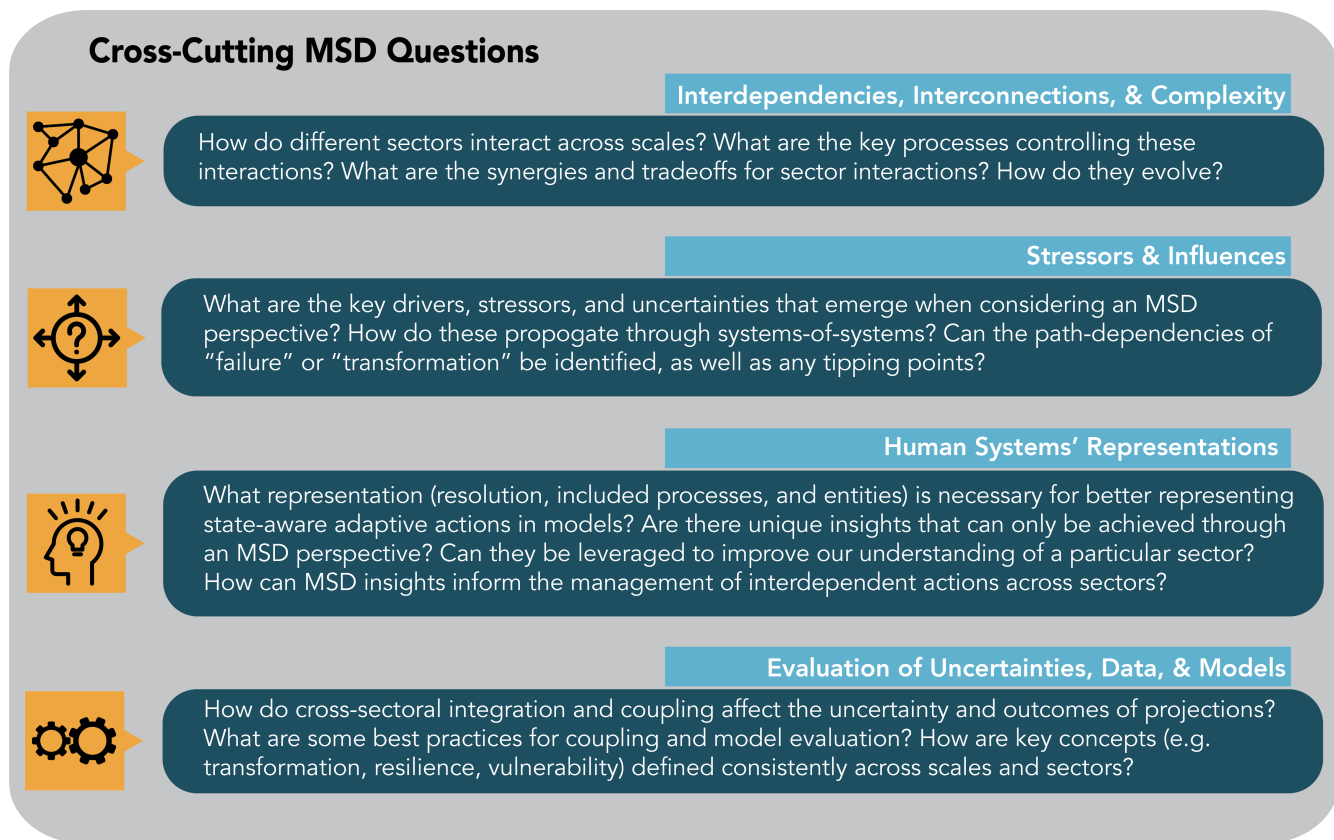 Cross-Cutting MSD Questions
Interdependencies, Interconnections, & Complexity
How do different sectors interact across scales? What are the key processes controlling these
interactions? What are the synergies and tradeoffs for sector interactions? How do they evolve?
Stressors & Influences
What are the key drivers, stressors, and uncertainties that emerge when considering an MSD
perspective? How do these propogate through systems-of-systems? Can the path-dependencies of
“failure” or “transformation” be identified, as well as any tipping points?
Human Systems’ Representations
What representation (resolution, included processes, and entities) is necessary for better representing
state-aware adaptive actions in models? Are there unique insights that can only be achieved through
an MSD perspective? Can they be leveraged to improve our understanding of a particular sector?
How can MSD insights inform the management of interdependent actions across sectors?
Evaluation of Uncertainties, Data, & Models
How do cross-sectoral integration and coupling affect the uncertainty and outcomes of projections?
What are some best practices for coupling and model evaluation? How are key concepts (e.g.
transformation, resilience, vulnerability) defined consistently across scales and sectors?